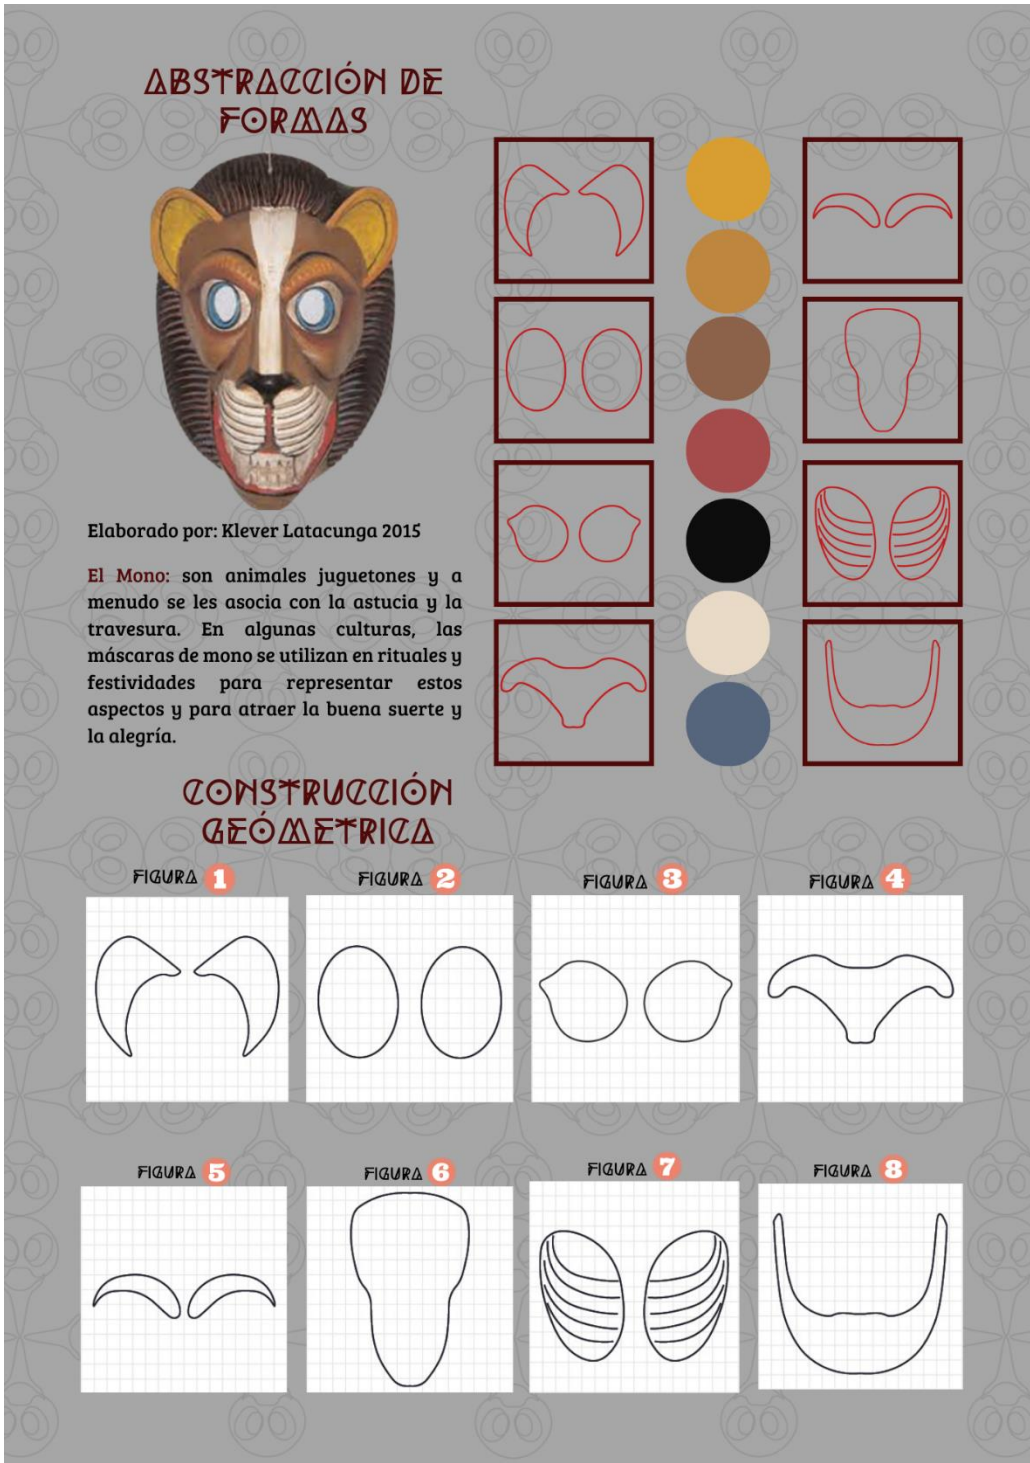 ABSTRACCIÓN DE
FORMAS
Elaborado por: Klever Latacunga 2015
El Mono: son animales juguetones y a
menudo se les asocia con la astucia y la
travesura. En algunas culturas, las
máscaras de mono se utilizan en rituales y
festividades para representar estos
aspectos y para atraer la buena suerte y
la alegría.
CONSTRUCCIÓN
GEÓMETRICA
FIGURA 1
FIGURA 2
FIGURA 3
FIGURA 4
FIGURA 5
FIGURA 6
FIGURA 7
FIGURA 8